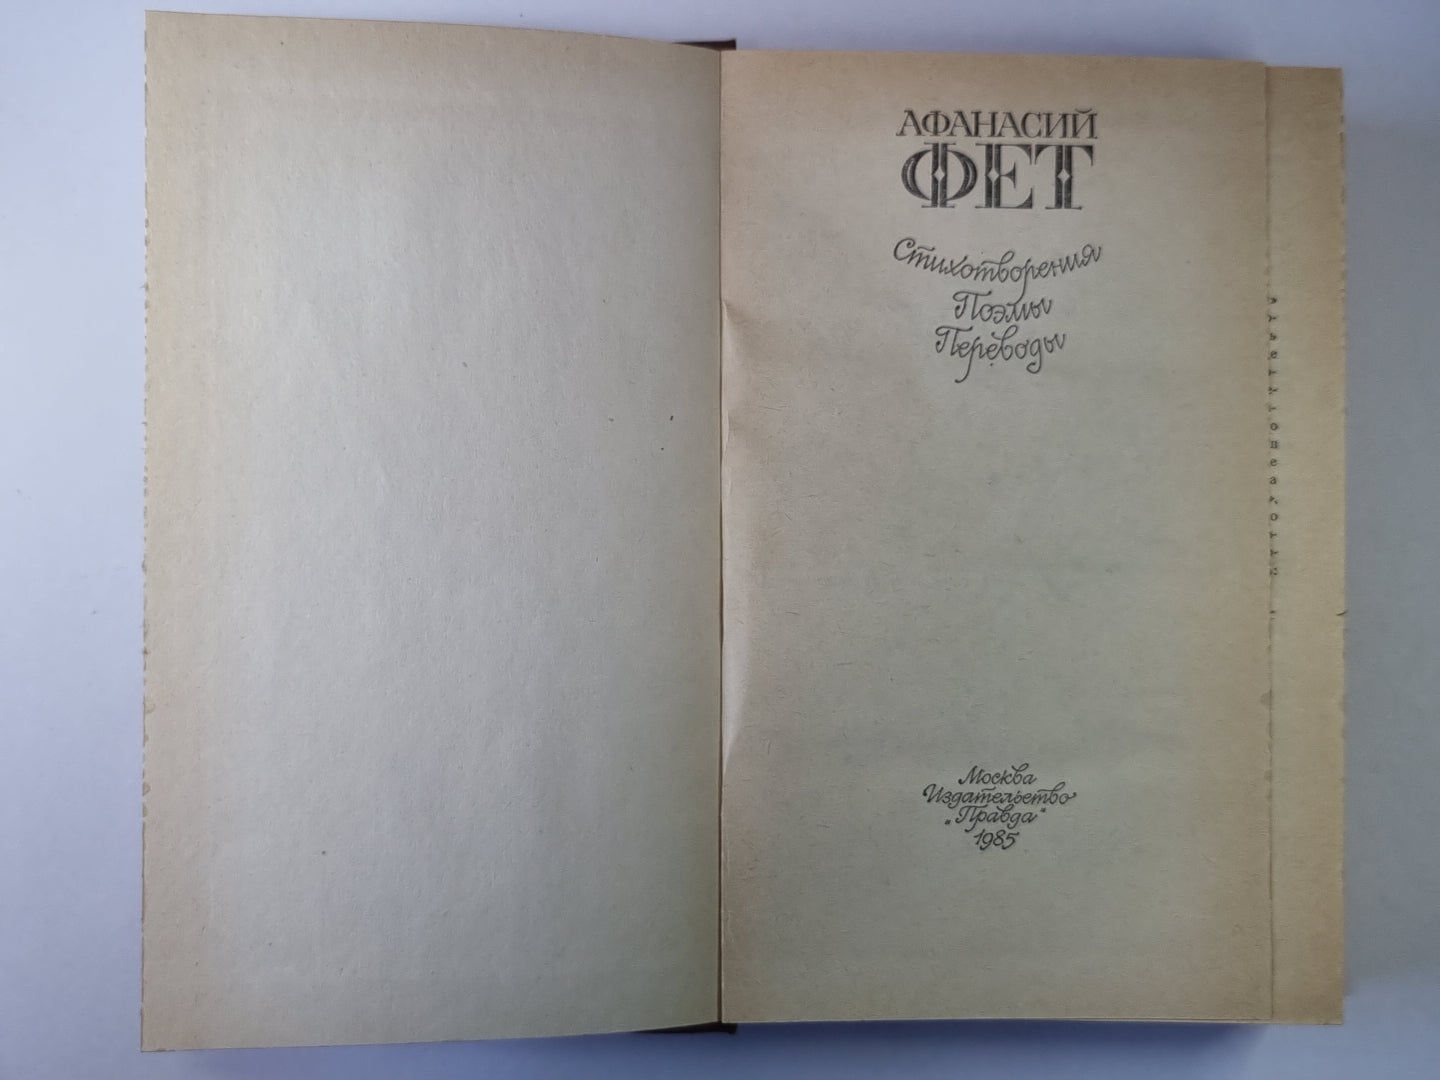 АФАНАСИЙ
ФЕТ
Стихотворения
Поэмы
Переводы
Москва
Издательство
„Правда“
1985